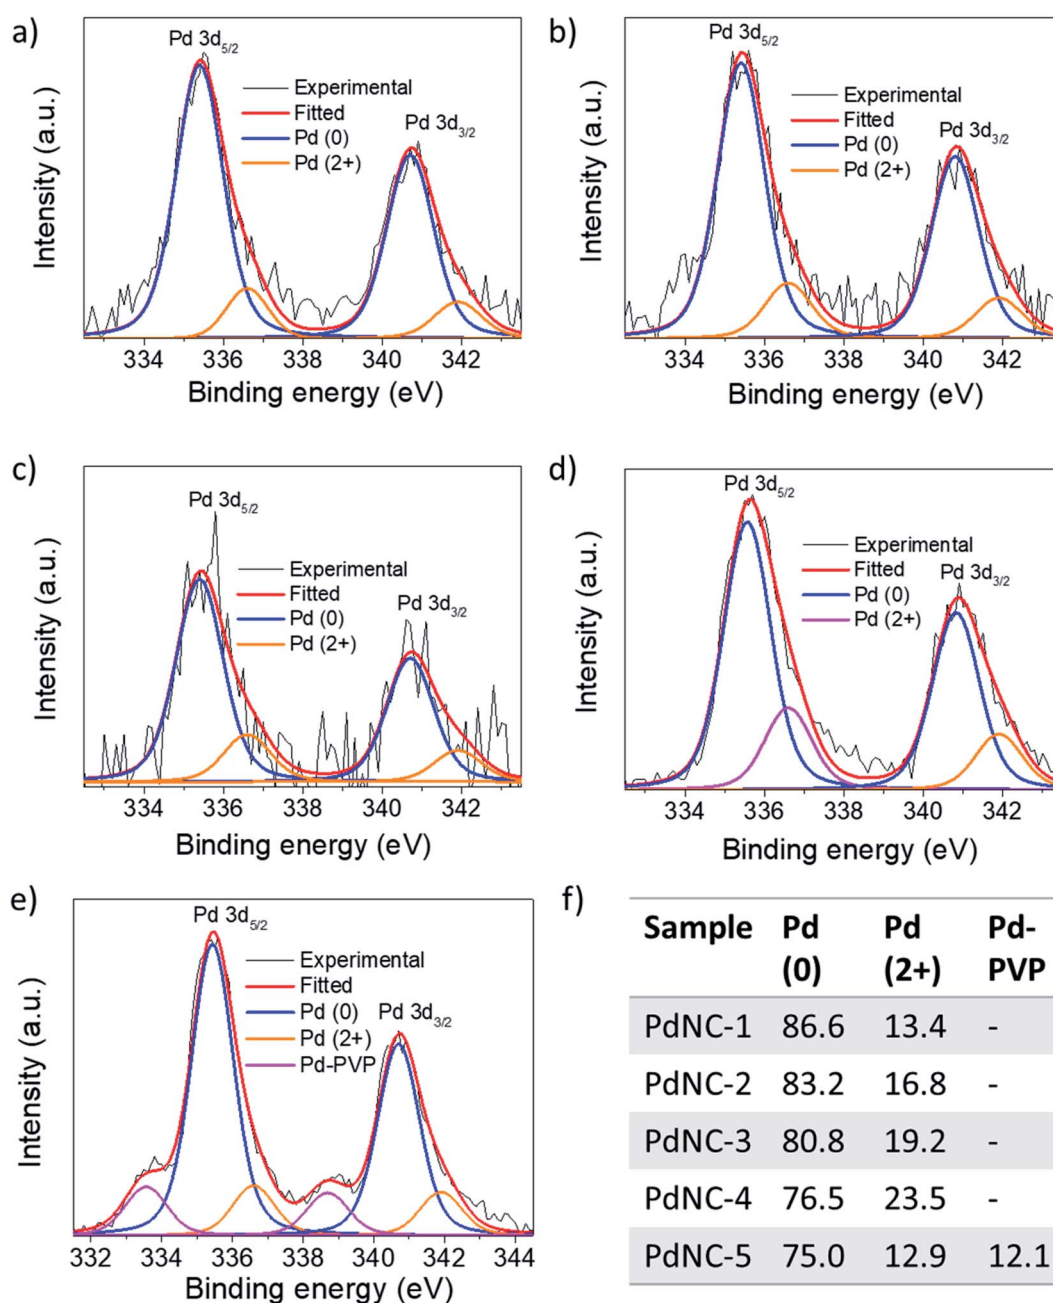 a)
Pd 3d5/2
Experimental
Fitted
Pd (0)
Pd (2+)
Pd 3d3/2
Intensity (a.u.)
334 336 338 340 342
Binding energy (eV)
b)
Pd 3d5/2
Experimental
Fitted
Pd (0)
Pd (2+)
Pd 3d3/2
Intensity (a.u.)
334 336 338 340 342
Binding energy (eV)
c)
Pd 3d5/2
Experimental
Fitted
Pd (0)
Pd (2+)
Pd 3d3/2
Intensity (a.u.)
334 336 338 340 342
Binding energy (eV)
d)
Pd 3d5/2
Experimental
Fitted
Pd (0)
Pd (2+)
Pd 3d3/2
Intensity (a.u.)
334 336 338 340 342
Binding energy (eV)
e)
Pd 3d5/2
Experimental
Fitted
Pd (0)
Pd (2+)
Pd-PVP
Pd 3d3/2
Intensity (a.u.)
332 334 336 338 340 342 344
Binding energy (eV)
f)
Sample Pd Pd Pd-
(0) (2+) PVP
PdNC-1 86.6 13.4 -
PdNC-2 83.2 16.8 -
PdNC-3 80.8 19.2 -
PdNC-4 76.5 23.5 -
PdNC-5 75.0 12.9 12.1